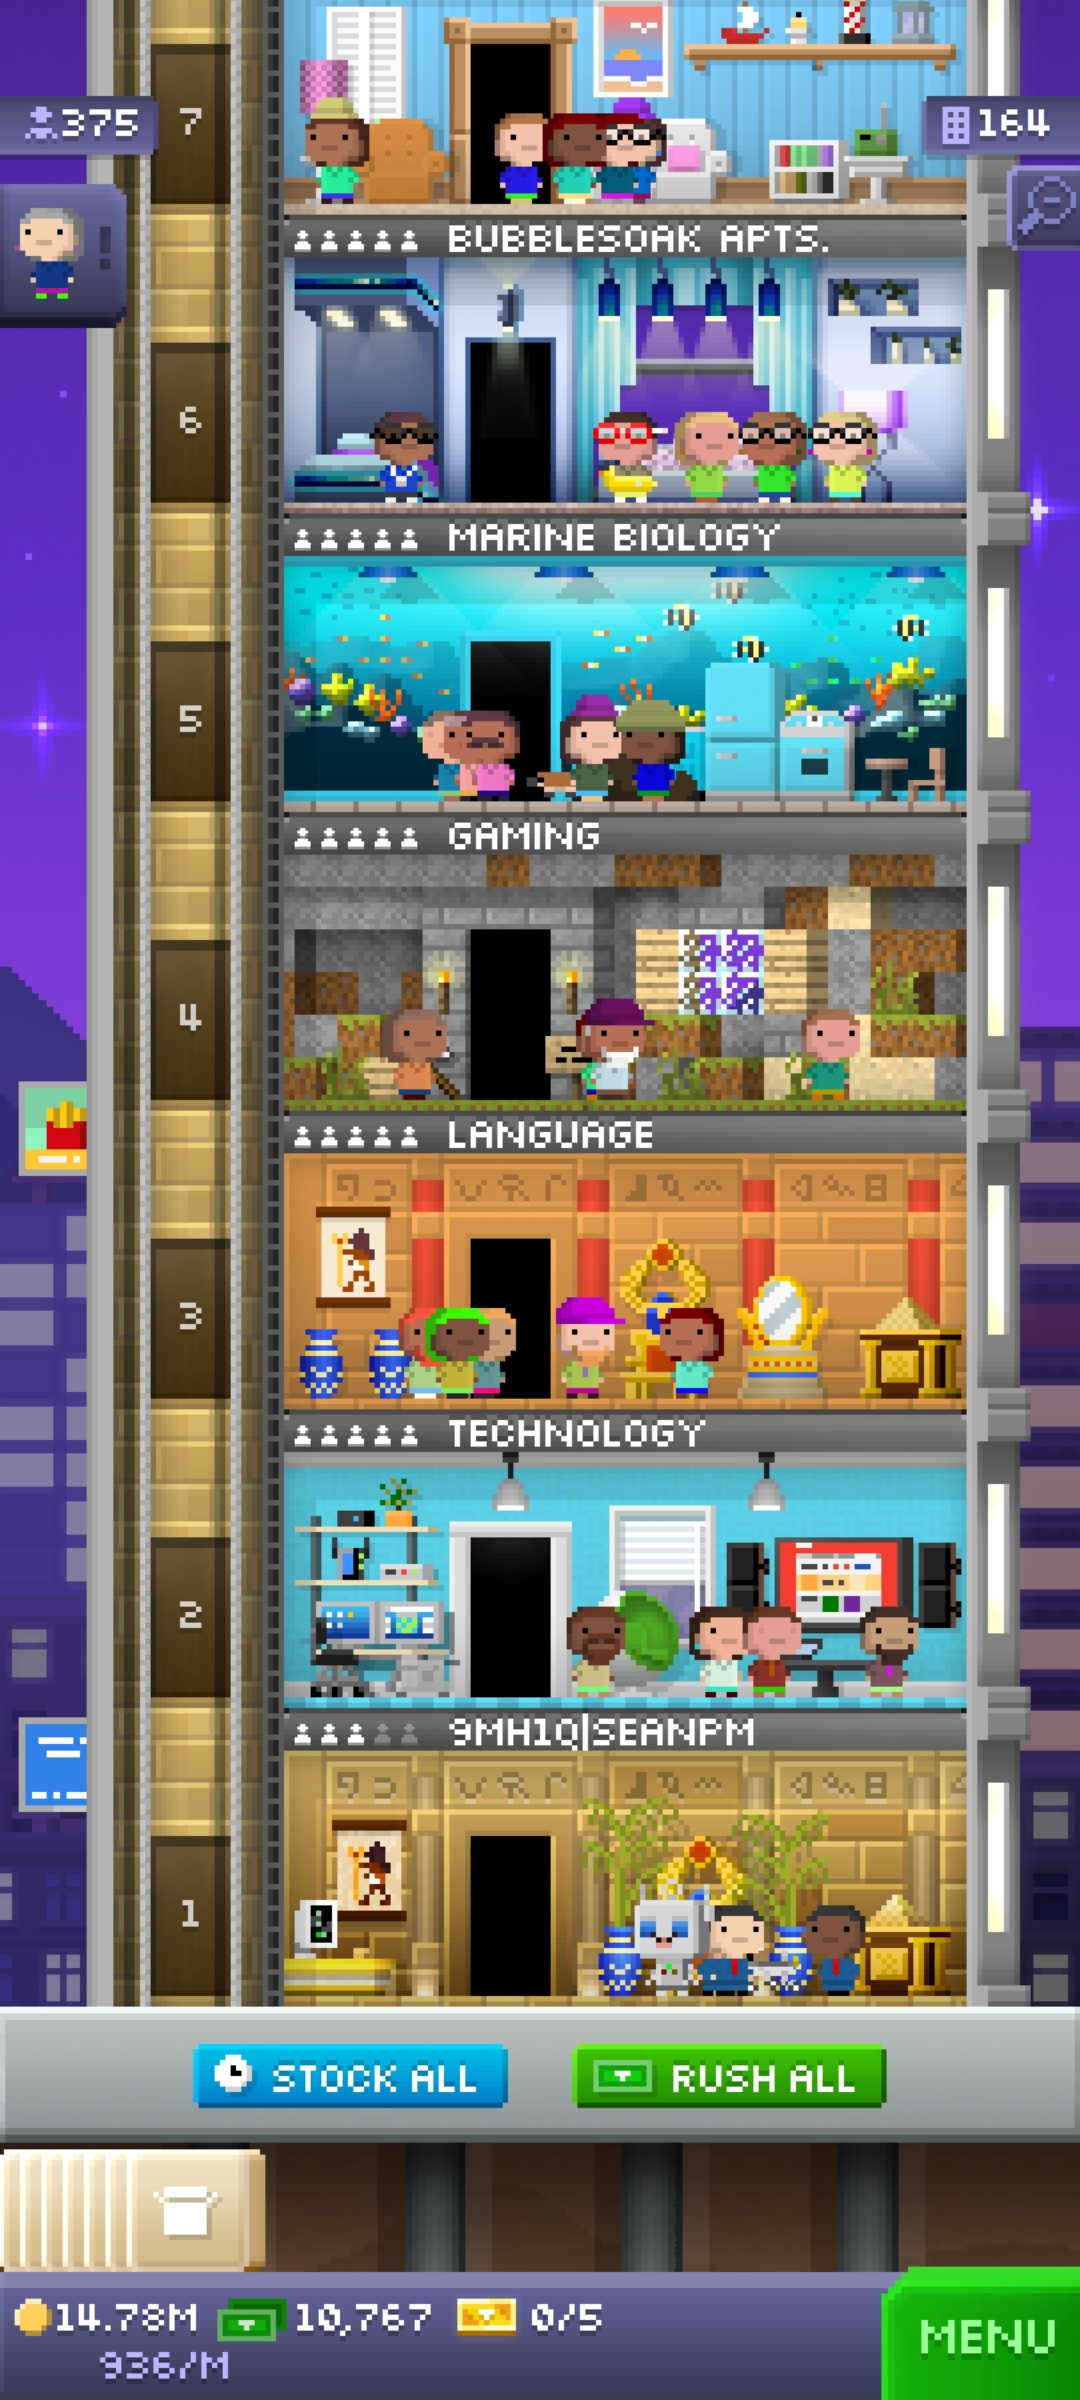 7
375
164
!
BUBBLESOAK APTS.
6
MARINE BIOLOGY
5
GAMING
4
LANGUAGE
3
TECHNOLOGY
2
9MH1Q|SEANPM
1
STOCK ALL
RUSH ALL
14.78M
10,767
0/5
936/M
MENU